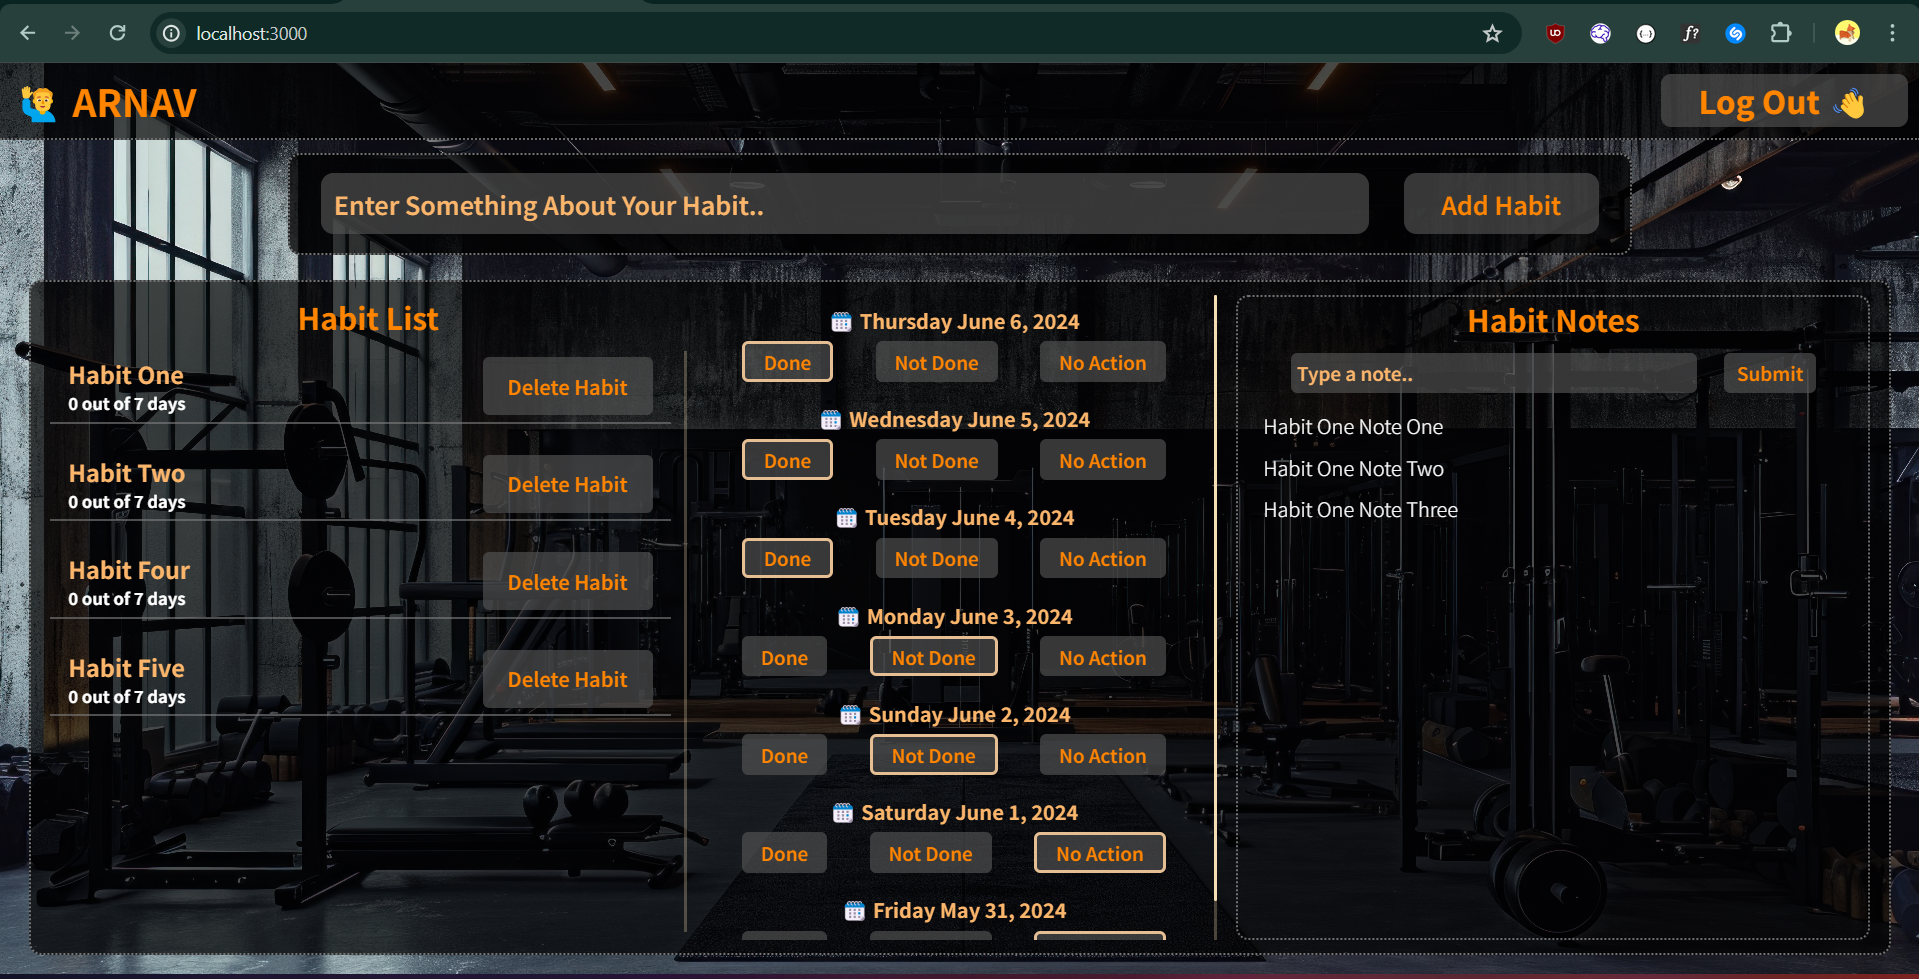 localhost:3000
ARNAV
Log Out
Enter Something About Your Habit..
Add Habit
Habit List
Habit One
0 out of 7 days
Delete Habit
Habit Two
0 out of 7 days
Delete Habit
Habit Four
0 out of 7 days
Delete Habit
Habit Five
0 out of 7 days
Delete Habit
Thursday June 6, 2024
Done Not Done No Action
Wednesday June 5, 2024
Done Not Done No Action
Tuesday June 4, 2024
Done Not Done No Action
Monday June 3, 2024
Done Not Done No Action
Sunday June 2, 2024
Done Not Done No Action
Saturday June 1, 2024
Done Not Done No Action
Friday May 31, 2024
Habit Notes
Type a note..
Submit
Habit One Note One
Habit One Note Two
Habit One Note Three